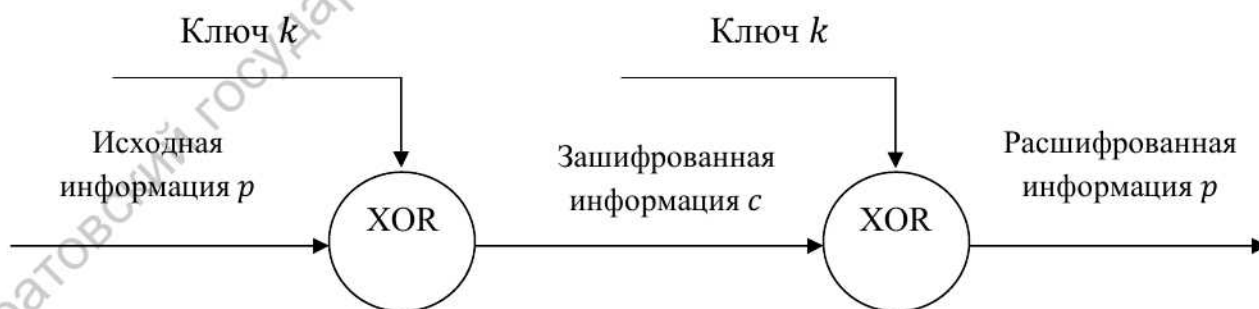 Ключ k
Ключ k
Исходная
информация p
XOR
Зашифрованная
информация c
XOR
Расшифрованная
информация p